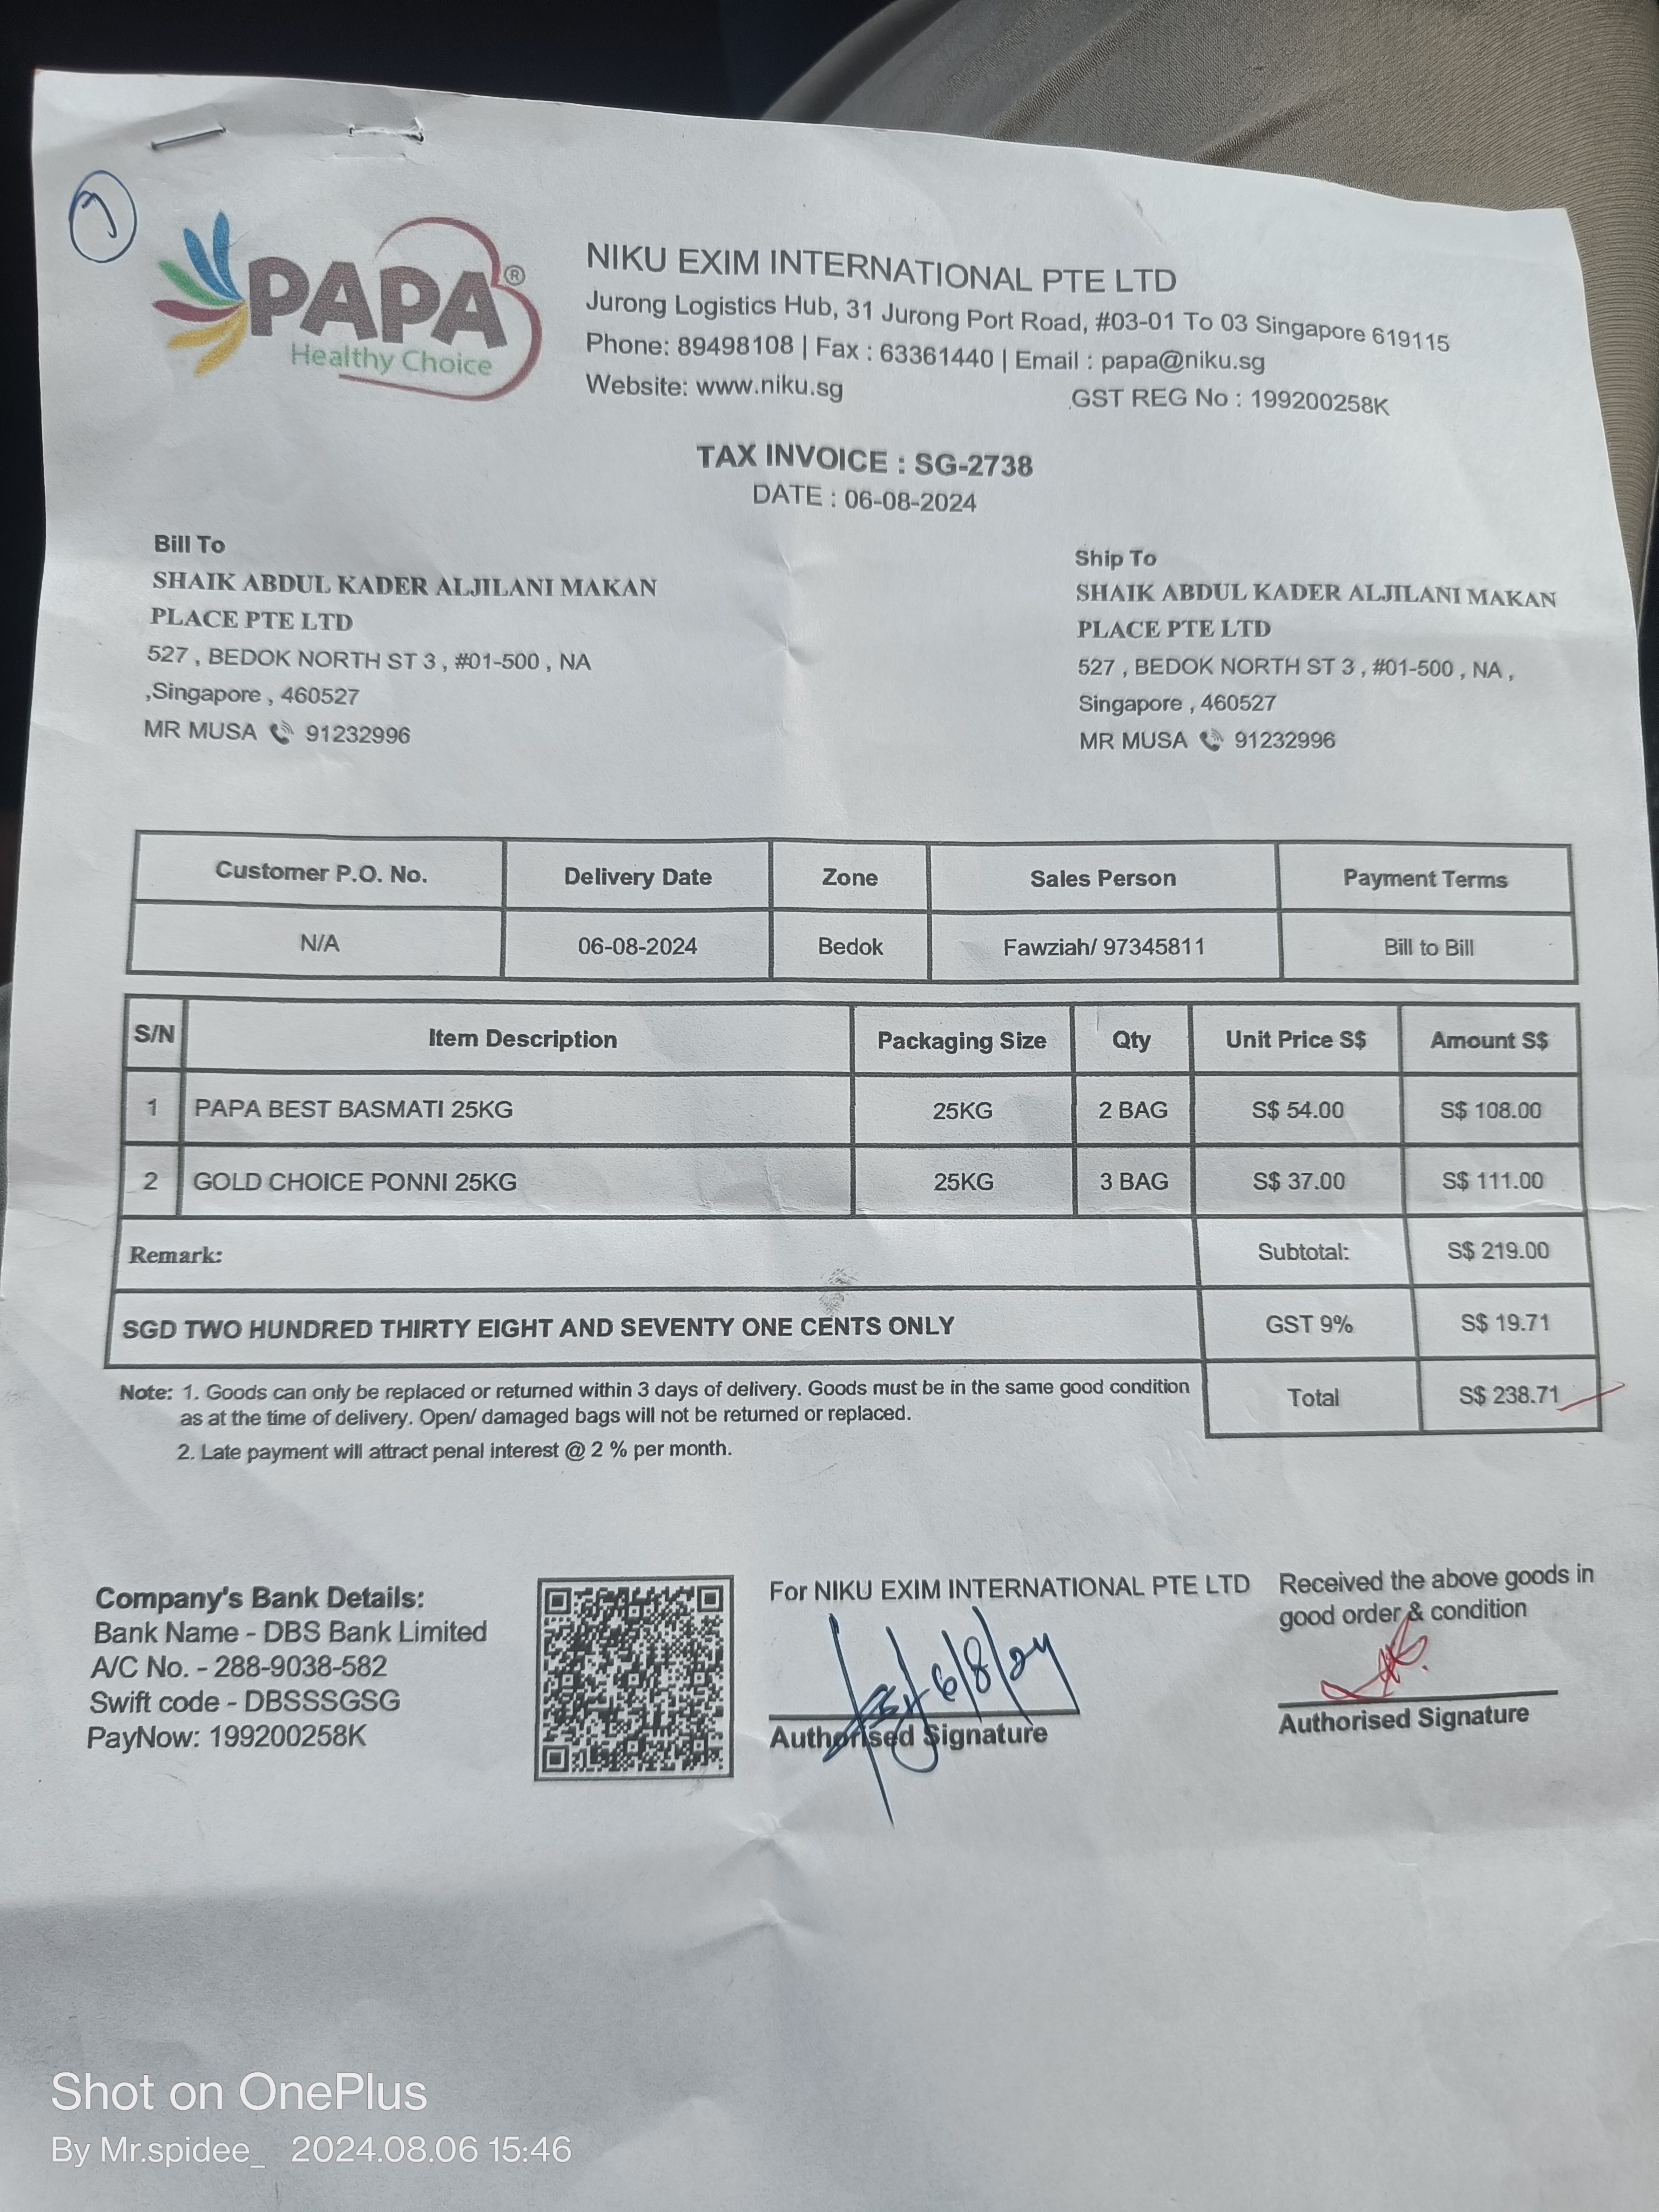 PAPA®
Healthy Choice
NIKU EXIM INTERNATIONAL PTE LTD
Jurong Logistics Hub, 31 Jurong Port Road, #03-01 To 03 Singapore 619115
Phone: 89498108 | Fax : 63361440 | Email : papa@niku.sg
Website: www.niku.sg GST REG No : 199200258K
TAX INVOICE : SG-2738
DATE : 06-08-2024
Bill To
SHAIK ABDUL KADER ALJILANI MAKAN
PLACE PTE LTD
527 , BEDOK NORTH ST 3 , #01-500 , NA
,Singapore , 460527
MR MUSA 91232996
Ship To
SHAIK ABDUL KADER ALJILANI MAKAN
PLACE PTE LTD
527 , BEDOK NORTH ST 3 , #01-500 , NA ,
Singapore , 460527
MR MUSA 91232996
Customer P.O. No. Delivery Date Zone Sales Person Payment Terms
N/A 06-08-2024 Bedok Fawziah/ 97345811 Bill to Bill
S/N Item Description Packaging Size Qty Unit Price S$ Amount S$
1 PAPA BEST BASMATI 25KG 25KG 2 BAG S$ 54.00 S$ 108.00
2 GOLD CHOICE PONNI 25KG 25KG 3 BAG S$ 37.00 S$ 111.00
Remark: Subtotal: S$ 219.00
SGD TWO HUNDRED THIRTY EIGHT AND SEVENTY ONE CENTS ONLY GST 9% S$ 19.71
Total S$ 238.71
Note: 1. Goods can only be replaced or returned within 3 days of delivery. Goods must be in the same good condition
as at the time of delivery. Open/ damaged bags will not be returned or replaced.
2. Late payment will attract penal interest @ 2 % per month.
Company's Bank Details:
Bank Name - DBS Bank Limited
A/C No. - 288-9038-582
Swift code - DBSSSGSG
PayNow: 199200258K
For NIKU EXIM INTERNATIONAL PTE LTD
6/8/24
Authorised Signature
Received the above goods in
good order & condition
Authorised Signature
Shot on OnePlus
By Mr.spidee_ 2024.08.06 15:46